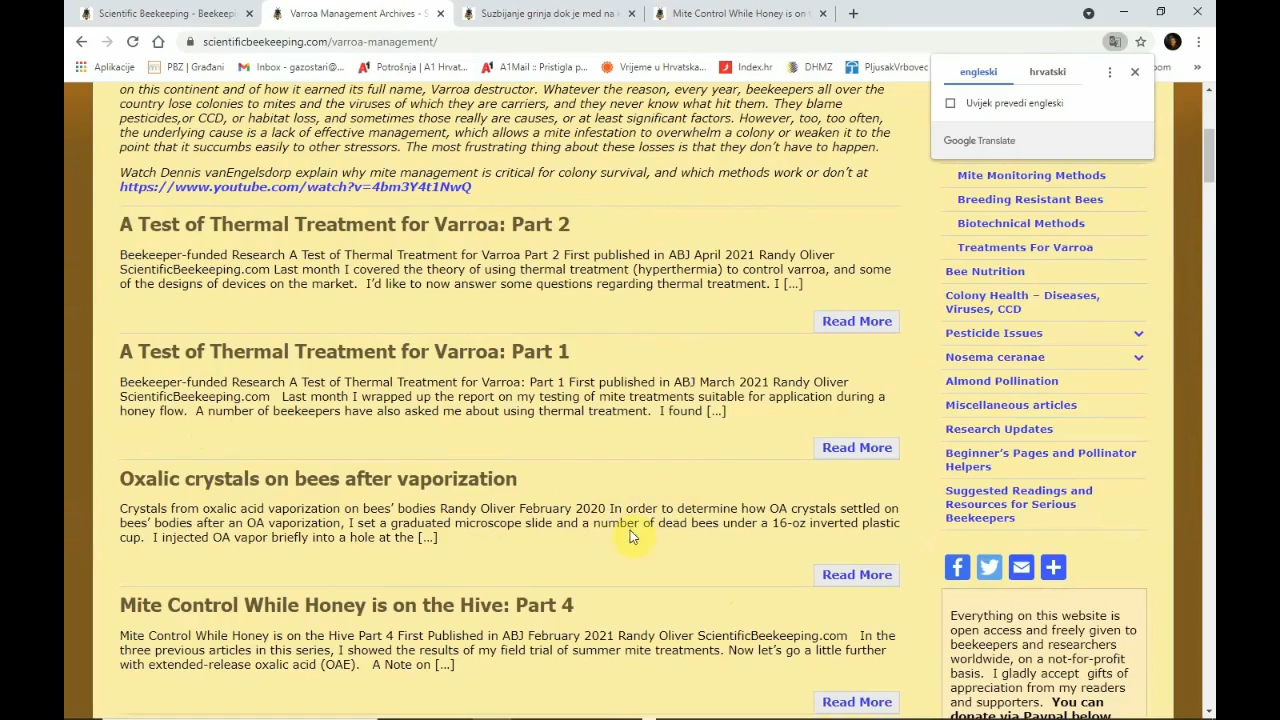 Scientific Beekeeping - Beekeepi
Varroa Management Archives - S
Suzbijanje grinja dok je med na k
Mite Control While Honey is on t
scientificbeekeeping.com/varroa-management/
Aplikacije
PBZ | Građani
Inbox - gazostari@...
Potrošnja | A1 Hrvat...
A1Mail :: Pristigla p...
Vrijeme u Hrvatska...
Index.hr
DHMZ
PljusakVrbovec
om
»
engleski
hrvatski
Uvijek prevedi engleski
Google Translate
on this continent and of how it earned its full name, Varroa destructor. Whatever the reason, every year, beekeepers all over the
country lose colonies to mites and the viruses of which they are carriers, and they never know what hit them. They blame
pesticides,or CCD, or habitat loss, and sometimes those really are causes, or at least significant factors. However, too, too often,
the underlying cause is a lack of effective management, which allows a mite infestation to overwhelm a colony or weaken it to the
point that it succumbs easily to other stressors. The most frustrating thing about these losses is that they don't have to happen.
Watch Dennis vanEngelsdorp explain why mite management is critical for colony survival, and which methods work or don't at
https://www.youtube.com/watch?v=4bm3Y4t1NwQ
A Test of Thermal Treatment for Varroa: Part 2
Beekeeper-funded Research A Test of Thermal Treatment for Varroa Part 2 First published in ABJ April 2021 Randy Oliver
ScientificBeekeeping.com Last month I covered the theory of using thermal treatment (hyperthermia) to control varroa, and some
of the designs of devices on the market.  I'd like to now answer some questions regarding thermal treatment. I […]
Read More
A Test of Thermal Treatment for Varroa: Part 1
Beekeeper-funded Research A Test of Thermal Treatment for Varroa: Part 1 First published in ABJ March 2021 Randy Oliver
ScientificBeekeeping.com   Last month I wrapped up the report on my testing of mite treatments suitable for application during a
honey flow.  A number of beekeepers have also asked me about using thermal treatment.  I found […]
Read More
Oxalic crystals on bees after vaporization
Crystals from oxalic acid vaporization on bees' bodies Randy Oliver February 2020 In order to determine how OA crystals settled on
bees' bodies after an OA vaporization, I set a graduated microscope slide and a number of dead bees under a 16-oz inverted plastic
cup.  I injected OA vapor briefly into a hole at the […]
Read More
Mite Control While Honey is on the Hive: Part 4
Mite Control While Honey is on the Hive Part 4 First Published in ABJ February 2021 Randy Oliver ScientificBeekeeping.com   In the
three previous articles in this series, I showed the results of my field trial of summer mite treatments. Now let's go a little further
with extended-release oxalic acid (OAE).   A Note on […]
Read More
Mite Monitoring Methods
Breeding Resistant Bees
Biotechnical Methods
Treatments For Varroa
Bee Nutrition
Colony Health – Diseases,
Viruses, CCD
Pesticide Issues
Nosema ceranae
Almond Pollination
Miscellaneous articles
Research Updates
Beginner's Pages and Pollinator
Helpers
Suggested Readings and
Resources for Serious
Beekeepers
Everything on this website is
open access and freely given to
beekeepers and researchers
worldwide, on a not-for-profit
basis.  I gladly accept  gifts of
appreciation from my readers
and supporters.  You can
donate via Paypal below